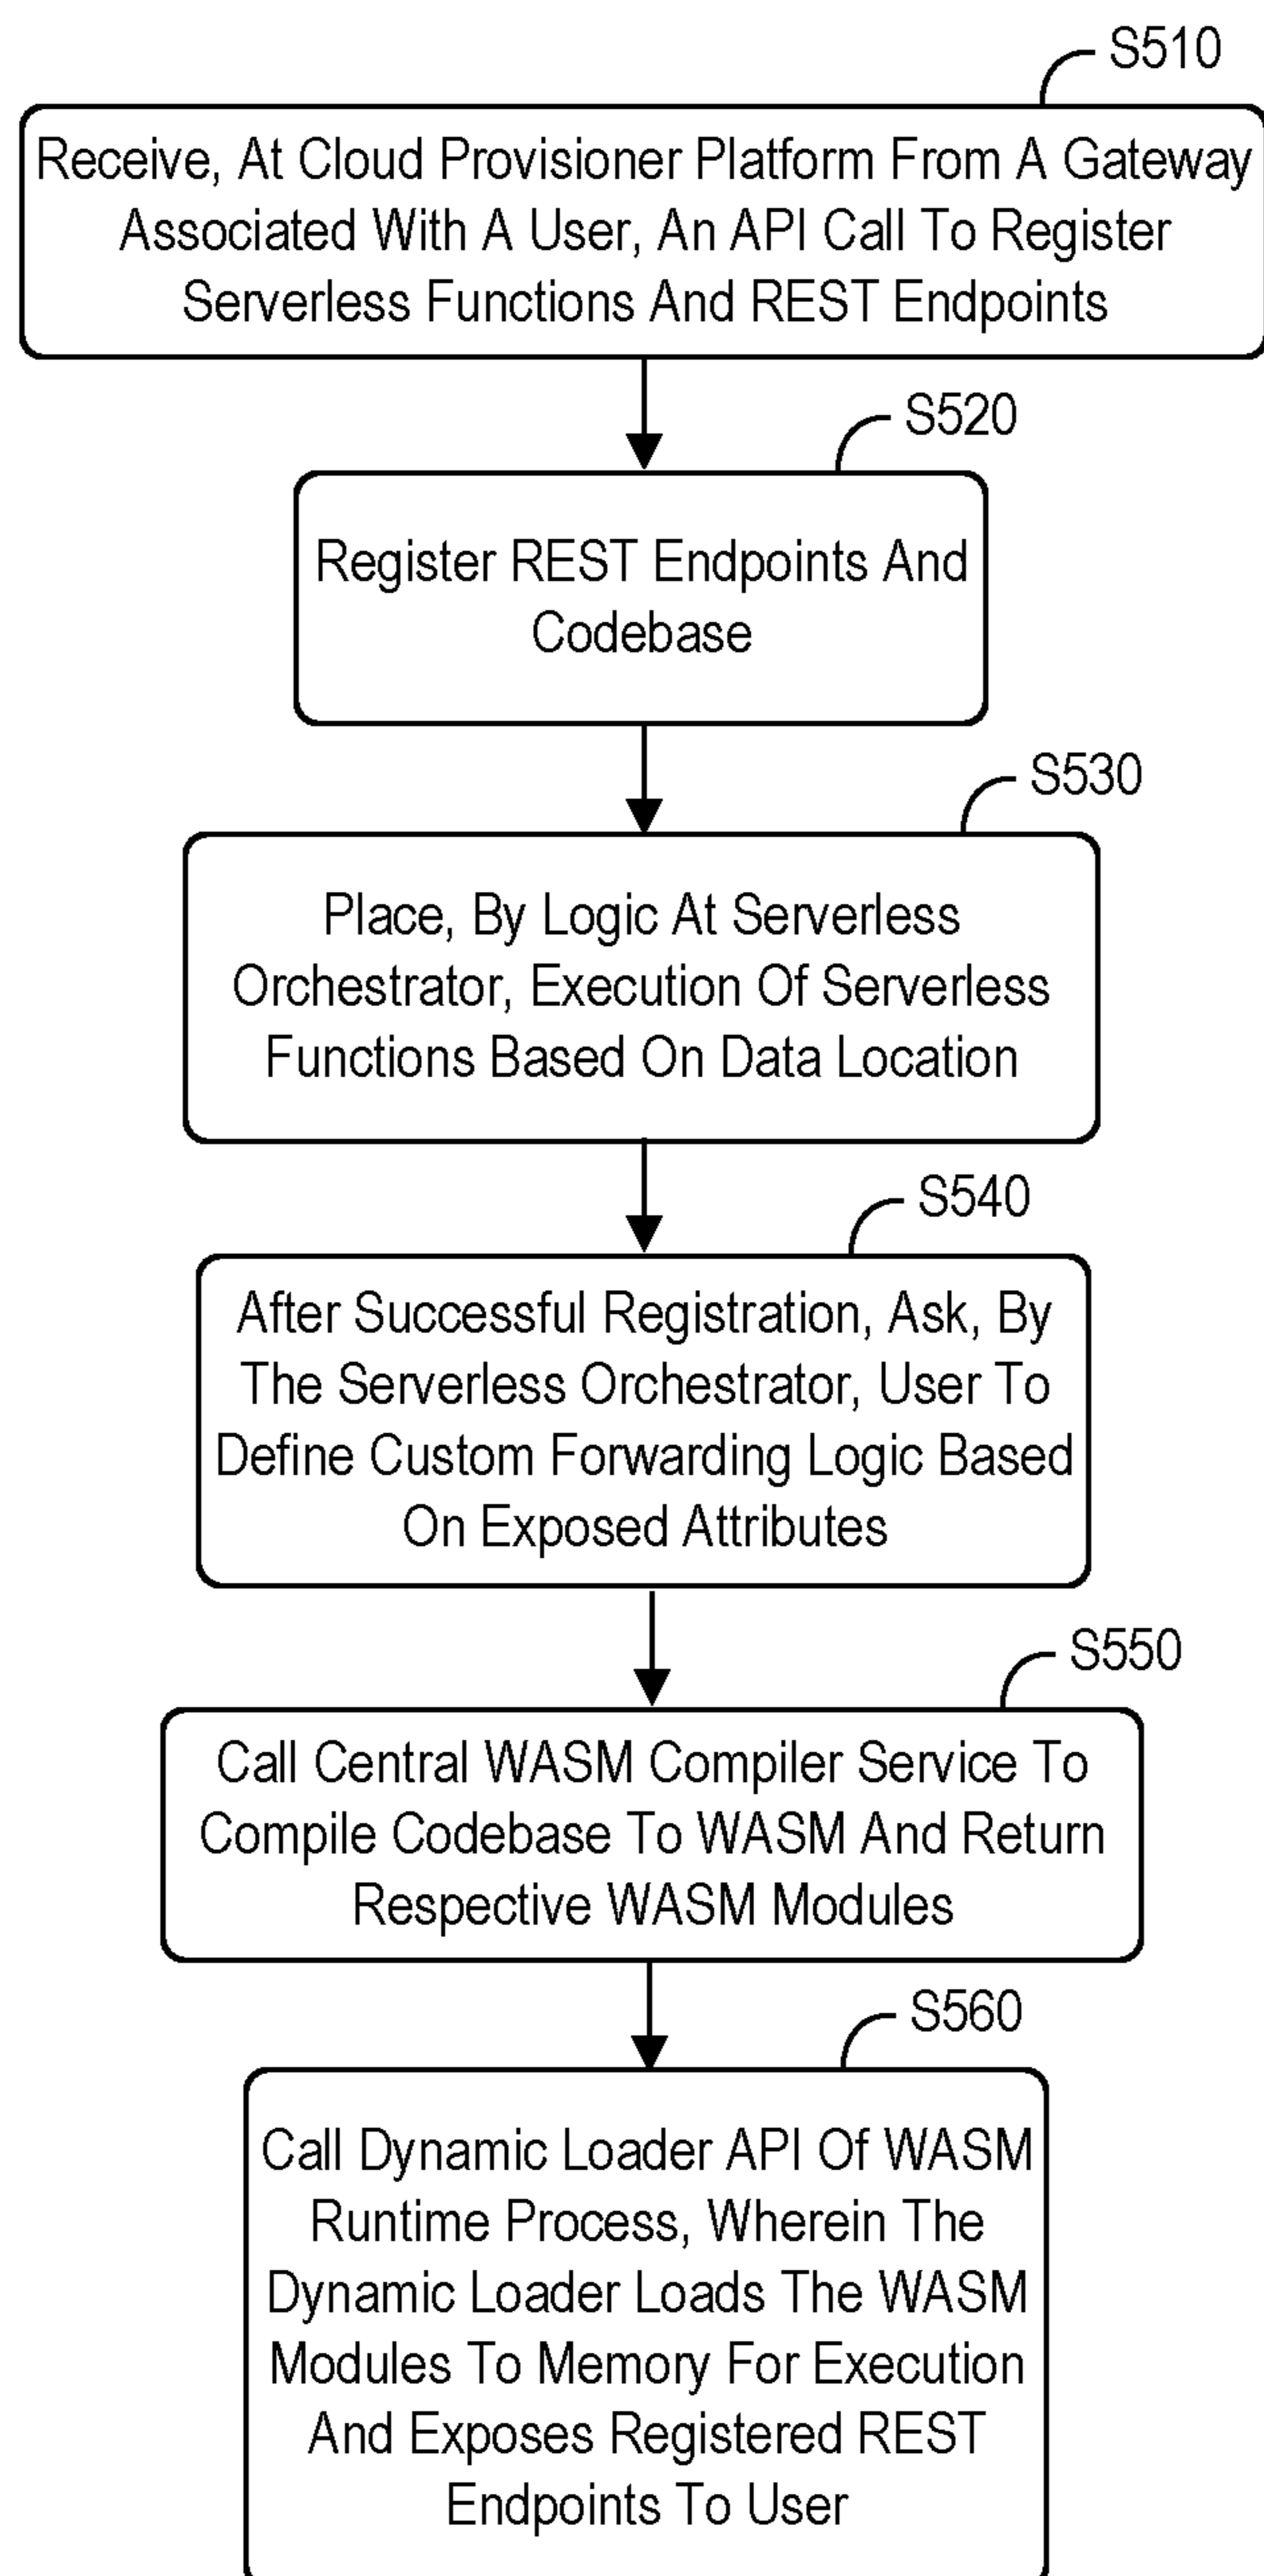 S510
Receive, At Cloud Provisioner Platform From A Gateway
Associated With A User, An API Call To Register
Serverless Functions And REST Endpoints
S520
Register REST Endpoints And
Codebase
S530
Place, By Logic At Serverless
Orchestrator, Execution Of Serverless
Functions Based On Data Location
S540
After Successful Registration, Ask, By
The Serverless Orchestrator, User To
Define Custom Forwarding Logic Based
On Exposed Attributes
S550
Call Central WASM Compiler Service To
Compile Codebase To WASM And Return
Respective WASM Modules
S560
Call Dynamic Loader API Of WASM
Runtime Process, Wherein The
Dynamic Loader Loads The WASM
Modules To Memory For Execution
And Exposes Registered REST
Endpoints To User